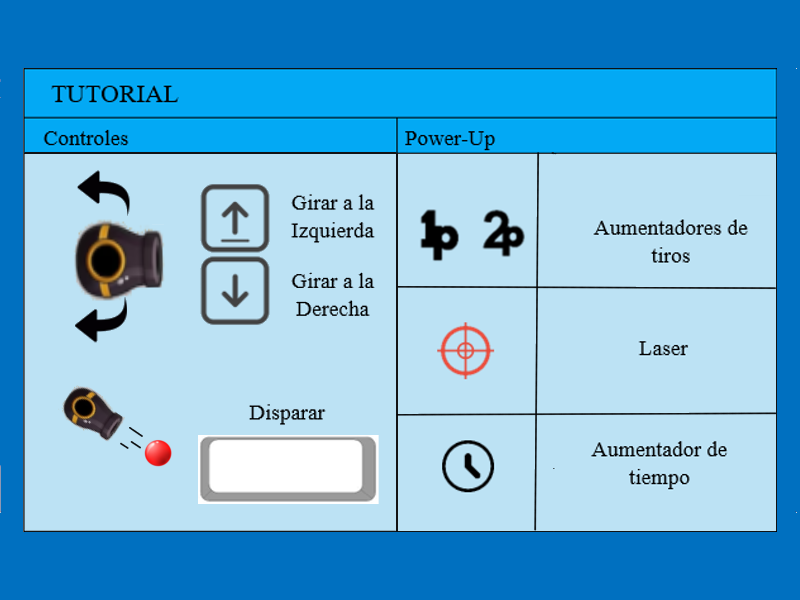 TUTORIAL
Controles
Power-Up
Girar a la
Izquierda
Girar a la
Derecha
Disparar
1p 2p
Aumentadores de
tiros
Laser
Aumentador de
tiempo